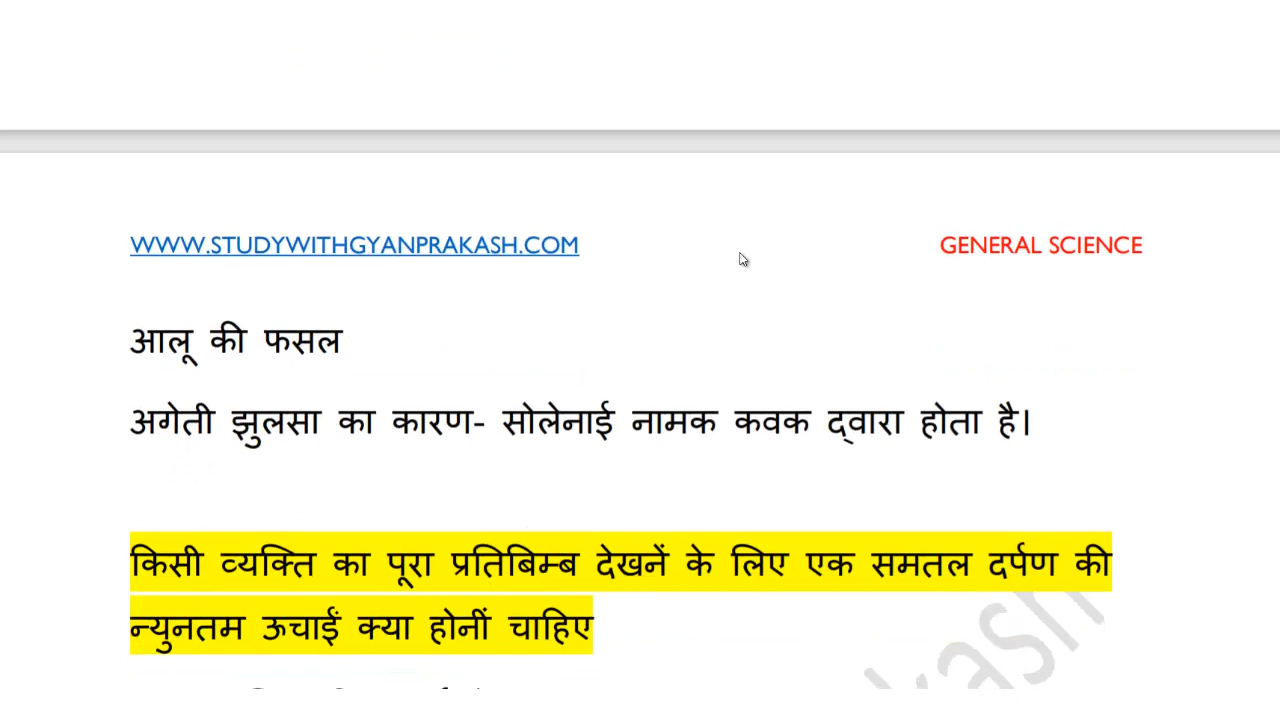 WWW.STUDYWITHGYANPRAKASH.COM GENERAL SCIENCE
आलू की फसल
अगेती झुलसा का कारण- सोलेनाई नामक कवक द्वारा होता है।
किसी व्यक्ति का पूरा प्रतिबिम्ब देखनें के लिए एक समतल दर्पण की
न्युनतम ऊचाईं क्या होनीं चाहिए